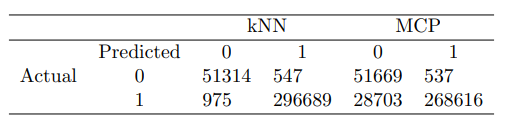 kNN MCP
Predicted 0 1 0 1
Actual 0 51314 547 51669 537
1 975 296689 28703 268616